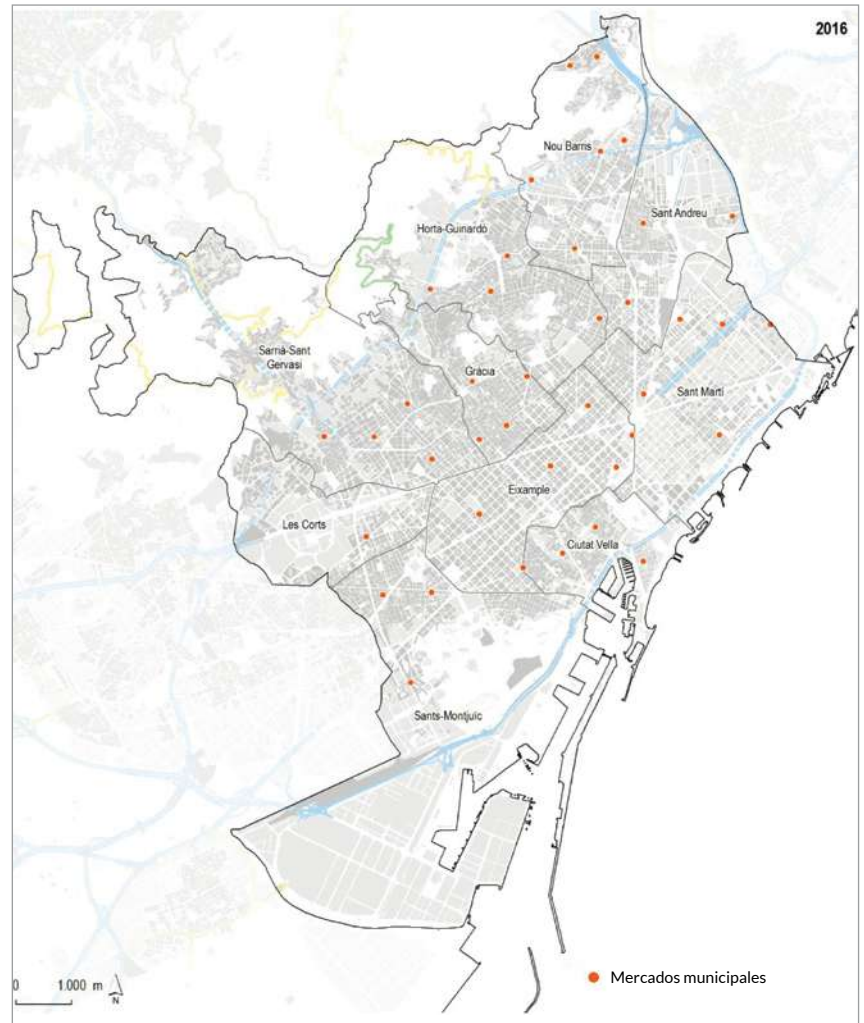 2016
Nou Barris
Sant Andreu
Horta-Guinardó
Sarrià-Sant
Gervasi
Gràcia
Sant Martí
Eixample
Les Corts
Ciutat Vella
Sants-Montjuïc
Mercados municipales
0 1.000 m
N